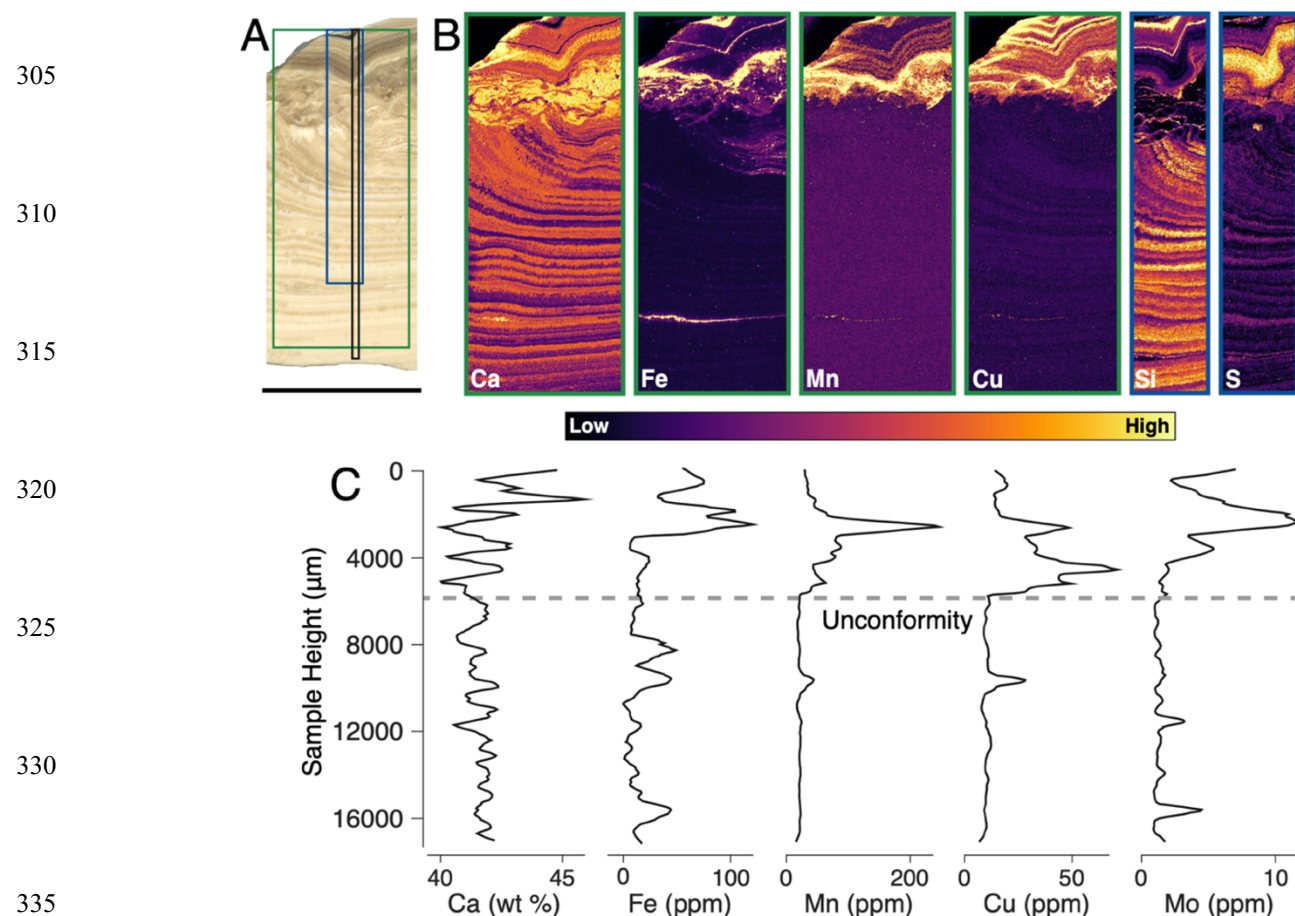 A
B
305
310
315
Ca
Fe
Mn
Cu
Si
S
Low
High
320
C
0
4000
8000
12000
16000
Sample Height (µm)
Unconformity
325
330
335
40 45
0 100
0 200
0 50
0 10
Ca (wt %)
Fe (ppm)
Mn (ppm)
Cu (ppm)
Mo (ppm)